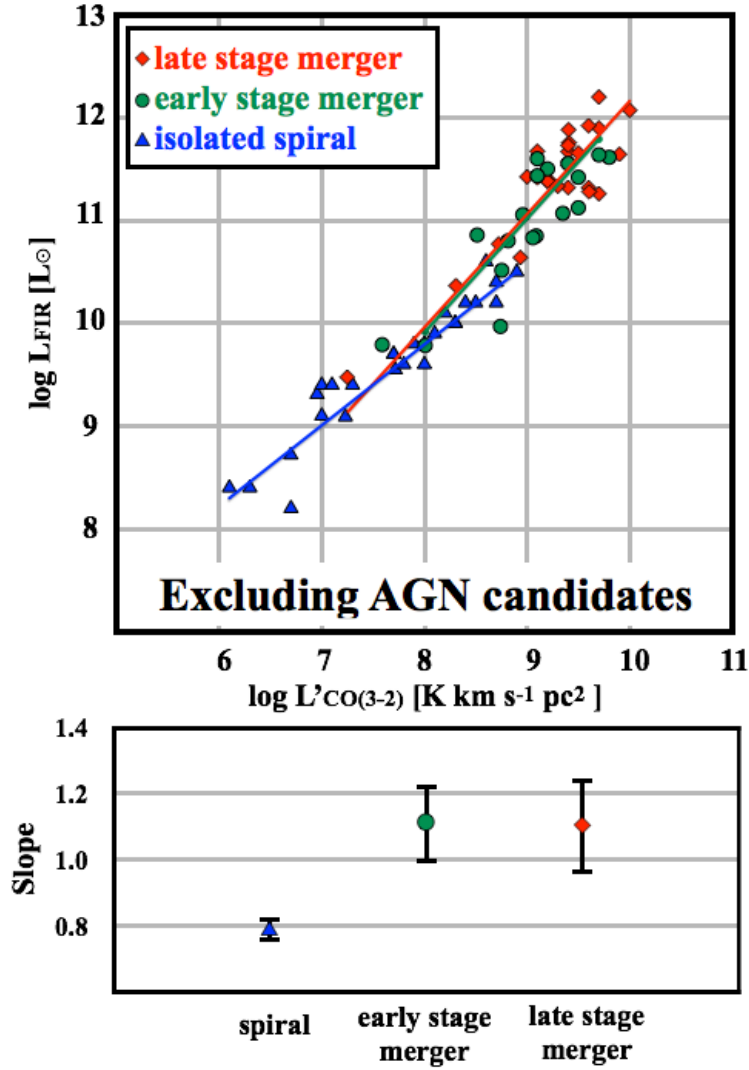 13
12
11
10
9
8
log LFIR [L⊙]
late stage merger
early stage merger
isolated spiral
Excluding AGN candidates
6 7 8 9 10 11
log L’CO(3-2) [K km s-1 pc2 ]
1.4
1.2
1.0
0.8
Slope
spiral
early stage
merger
late stage
merger